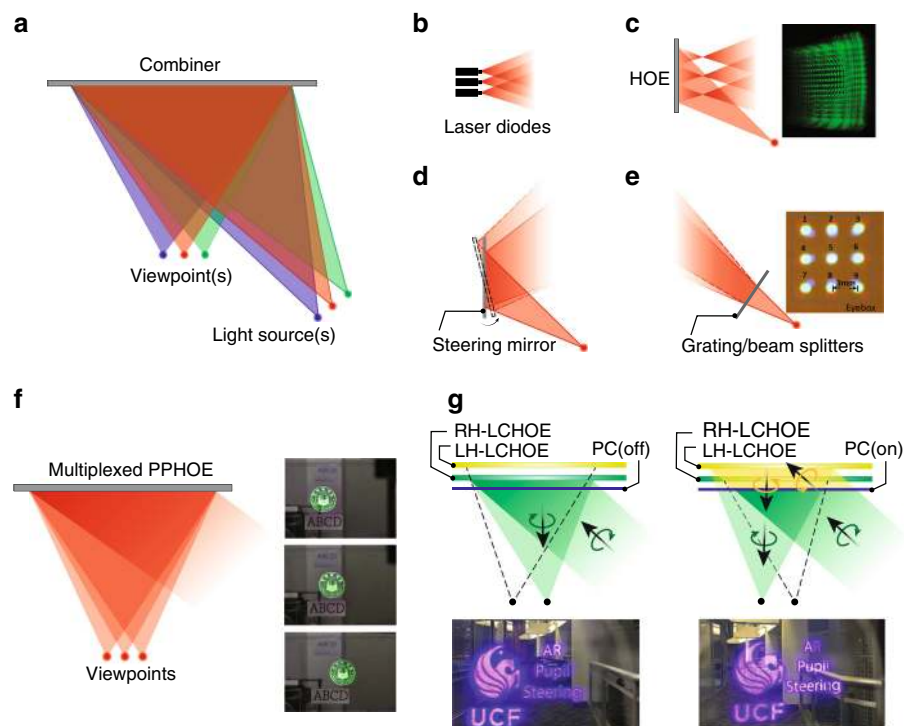 a
Combiner
Viewpoint(s)
Light source(s)
b
Laser diodes
c
HOE
d
Steering mirror
e
1 2 3
4 5 6
7 8 9
1mm
Eyebox
Grating/beam splitters
f
Multiplexed PPHOE
Viewpoints
ABCD
ABCD
ABCD
g
RH-LCHOE
LH-LCHOE
PC(off)
RH-LCHOE
LH-LCHOE
PC(on)
AR
Pupil
Steering
UCF
AR
Pupil
Steering
UCF